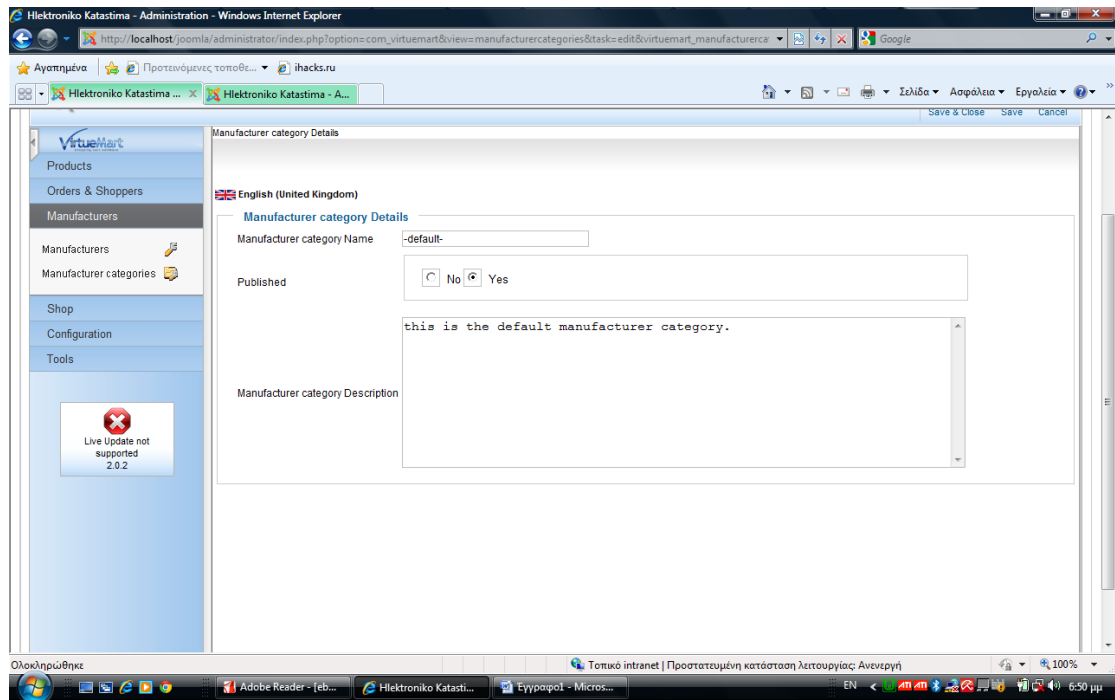 Hlektroniko Katastima - Administration - Windows Internet Explorer
http://localhost/joomla/administrator/index.php?option=com_virtuemart&view=manufacturercategories&task=edit&virtuemart_manufacturerca
Google
Αγαπημένα
Προτεινόμενες τοποθε...
ihacks.ru
Hlektroniko Katastima ...
Hlektroniko Katastima - A...
Σελίδα
Ασφάλεια
Εργαλεία
Save & Close
Save
Cancel
VirtueMart
Products
Orders & Shoppers
Manufacturers
Manufacturers
Manufacturer categories
Shop
Configuration
Tools
Live Update not
supported
2.0.2
Manufacturer category Details
English (United Kingdom)
Manufacturer category Details
Manufacturer category Name
-default-
Published
No
Yes
this is the default manufacturer category.
Manufacturer category Description
Ολοκληρώθηκε
Τοπικό intranet | Προστατευμένη κατάσταση λειτουργίας: Ανενεργή
100%
Adobe Reader - [eb...
Hlektroniko Katasti...
Έγγραφο1 - Micros...
EN
ATI ATI
6:50 μμ